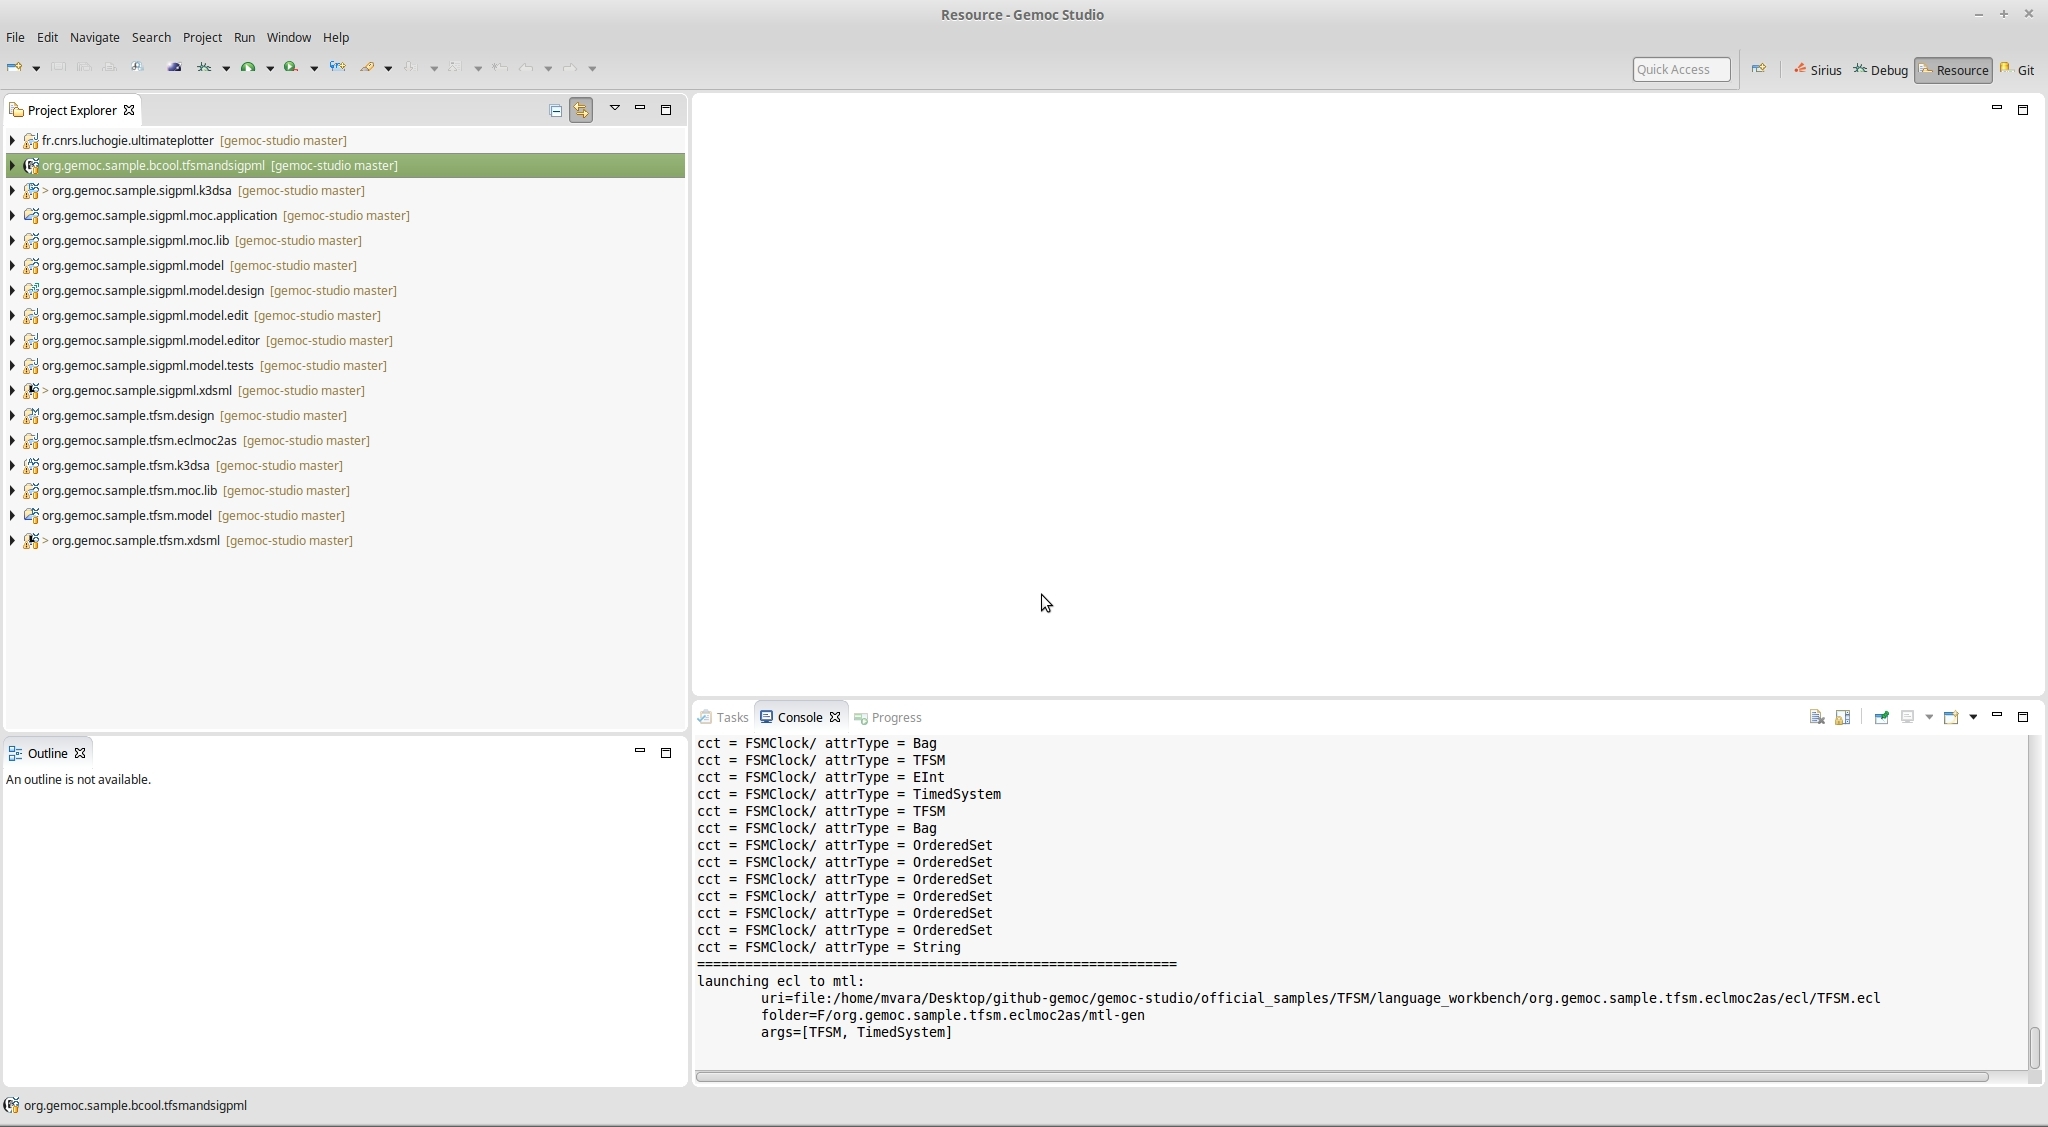 Resource - Gemoc Studio
File Edit Navigate Search Project Run Window Help
Quick Access
Sirius
Debug
Resource
Git
Project Explorer
fr.cnrs.luchogie.ultimateplotter [gemoc-studio master]
org.gemoc.sample.bcool.tfsmandsigpml [gemoc-studio master]
> org.gemoc.sample.sigpml.k3dsa [gemoc-studio master]
org.gemoc.sample.sigpml.moc.application [gemoc-studio master]
org.gemoc.sample.sigpml.moc.lib [gemoc-studio master]
org.gemoc.sample.sigpml.model [gemoc-studio master]
org.gemoc.sample.sigpml.model.design [gemoc-studio master]
org.gemoc.sample.sigpml.model.edit [gemoc-studio master]
org.gemoc.sample.sigpml.model.editor [gemoc-studio master]
org.gemoc.sample.sigpml.model.tests [gemoc-studio master]
> org.gemoc.sample.sigpml.xdsml [gemoc-studio master]
org.gemoc.sample.tfsm.design [gemoc-studio master]
org.gemoc.sample.tfsm.eclmoc2as [gemoc-studio master]
org.gemoc.sample.tfsm.k3dsa [gemoc-studio master]
org.gemoc.sample.tfsm.moc.lib [gemoc-studio master]
org.gemoc.sample.tfsm.model [gemoc-studio master]
> org.gemoc.sample.tfsm.xdsml [gemoc-studio master]
Outline
An outline is not available.
Tasks Console Progress
cct = FSMClock/ attrType = Bag
cct = FSMClock/ attrType = TFSM
cct = FSMClock/ attrType = EInt
cct = FSMClock/ attrType = TimedSystem
cct = FSMClock/ attrType = TFSM
cct = FSMClock/ attrType = Bag
cct = FSMClock/ attrType = OrderedSet
cct = FSMClock/ attrType = OrderedSet
cct = FSMClock/ attrType = OrderedSet
cct = FSMClock/ attrType = OrderedSet
cct = FSMClock/ attrType = OrderedSet
cct = FSMClock/ attrType = OrderedSet
cct = FSMClock/ attrType = String
============================================================
launching ecl to mtl:
uri=file:/home/mvara/Desktop/github-gemoc/gemoc-studio/official_samples/TFSM/language_workbench/org.gemoc.sample.tfsm.eclmoc2as/ecl/TFSM.ecl
folder=F/org.gemoc.sample.tfsm.eclmoc2as/mtl-gen
args=[TFSM, TimedSystem]
org.gemoc.sample.bcool.tfsmandsigpml